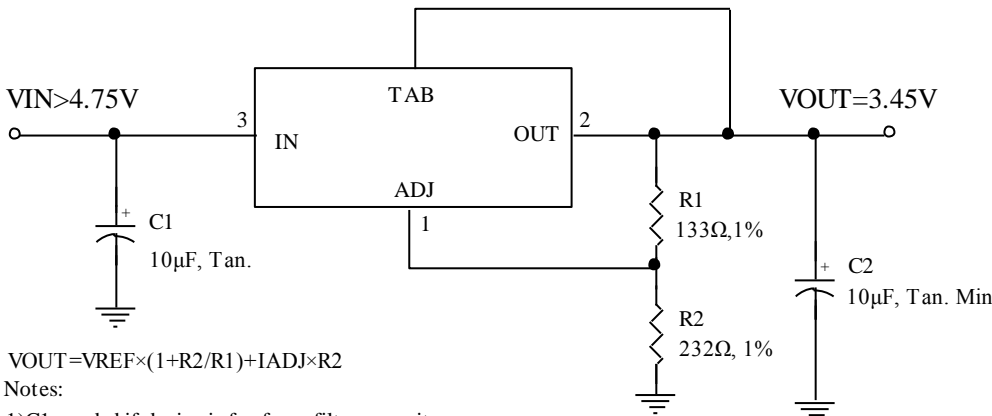 TAB
VIN>4.75V
VOUT=3.45V
3
2
IN
OUT
ADJ
1
R1
133Ω,1%
+
C1
10μF, Tan.
+
C2
10μF, Tan. Min
R2
232Ω, 1%
VOUT=VREF×(1+R2/R1)+IADJ×R2
Notes: